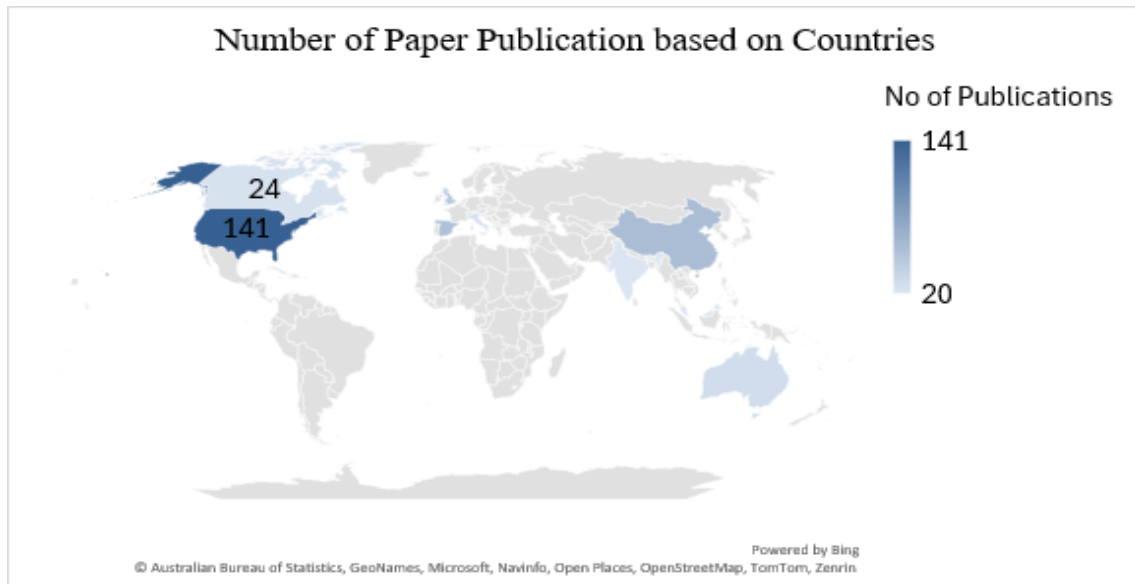 Number of Paper Publication based on Countries
No of Publications
141
20
24
141
Powered by Bing
© Australian Bureau of Statistics, GeoNames, Microsoft, Navinfo, Open Places, OpenStreetMap, TomTom, Zenrin